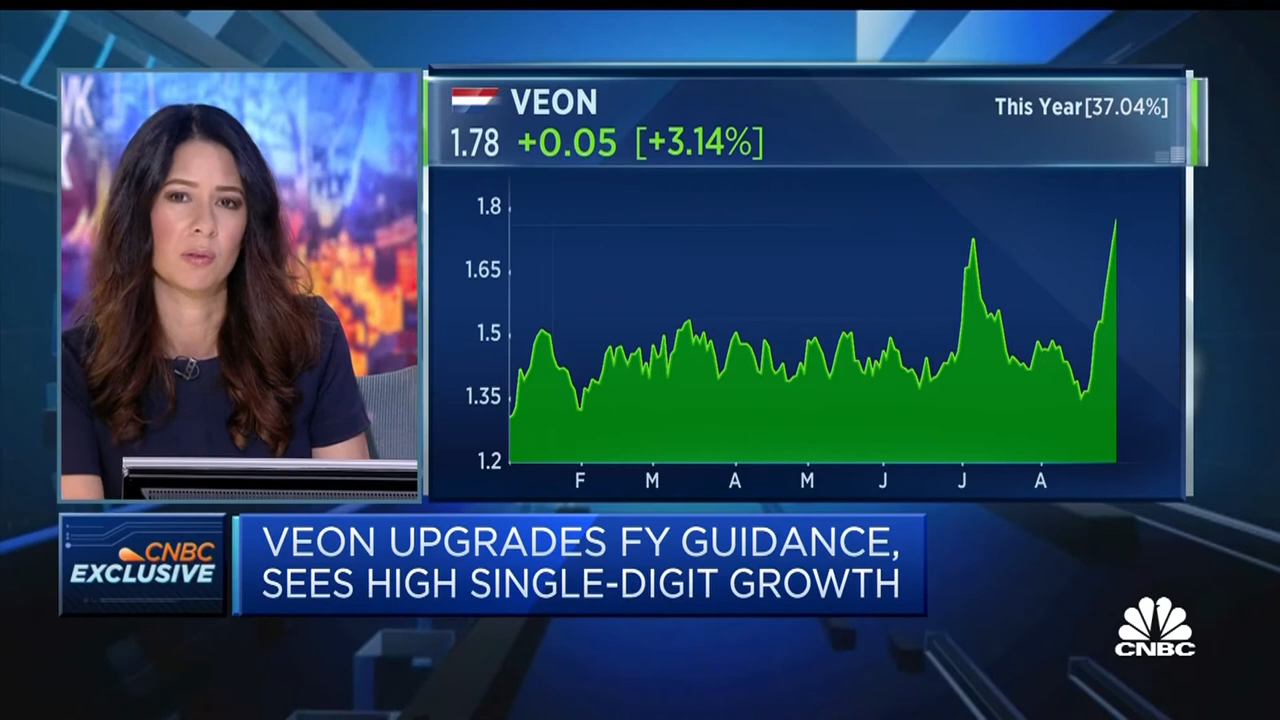 VEON
1.78 +0.05 [+3.14%]
This Year[37.04%]
1.8
1.65
1.5
1.35
1.2
F M A M J J A
CNBC
EXCLUSIVE
VEON UPGRADES FY GUIDANCE,
SEES HIGH SINGLE-DIGIT GROWTH
CNBC